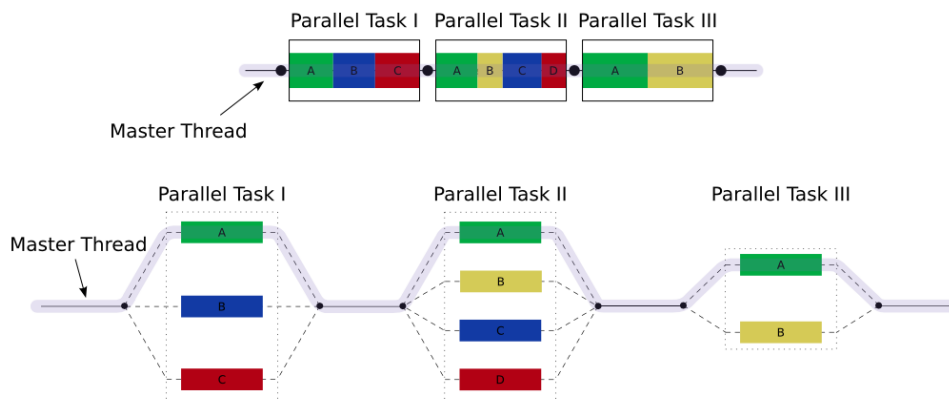 Parallel Task I Parallel Task II Parallel Task III
A B C A B C D A B
Master Thread
Parallel Task I Parallel Task II Parallel Task III
Master Thread
A A
A
B
B
C
B
C D